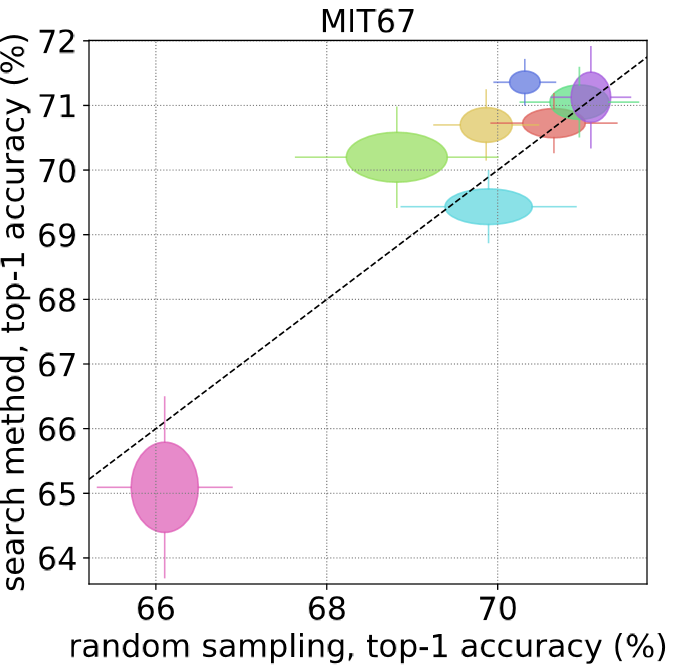 MIT67
search method, top-1 accuracy (%)
72
71
70
69
68
67
66
65
64
66 68 70
random sampling, top-1 accuracy (%)